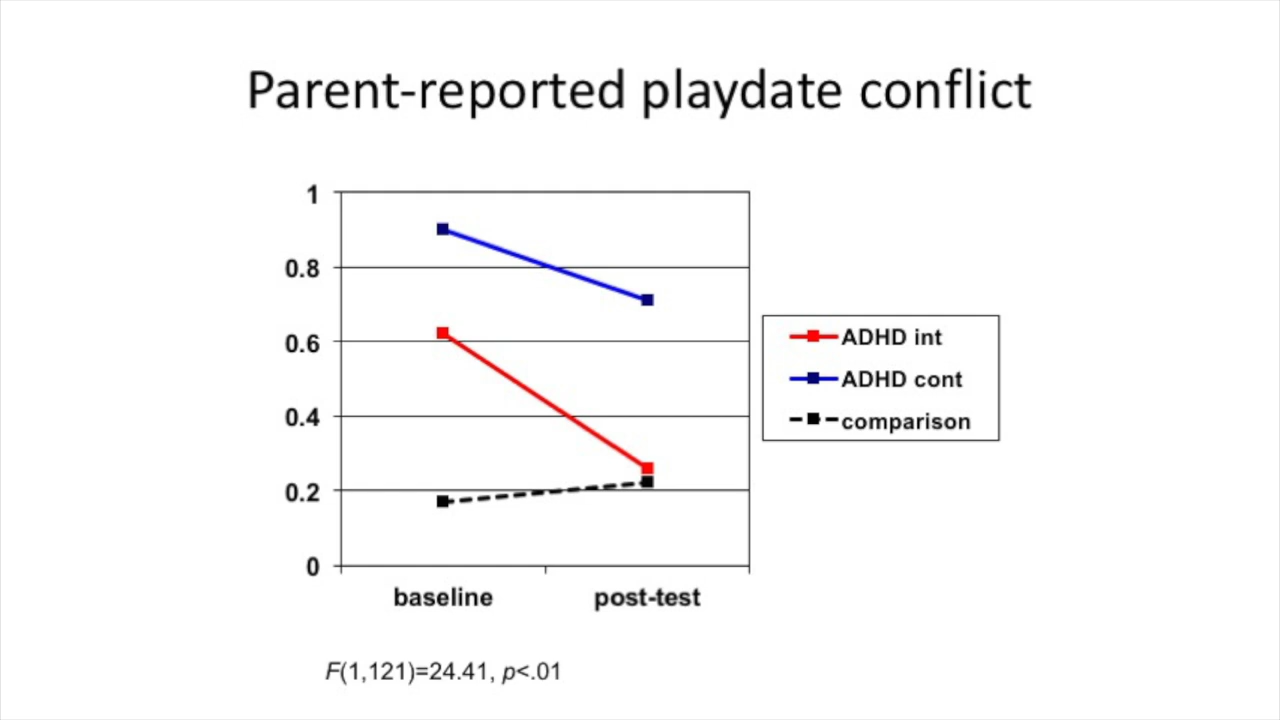 Parent-reported playdate conflict
1
0.8
0.6
0.4
0.2
0
baseline post-test
ADHD int
ADHD cont
comparison
F(1,121)=24.41, p<.01